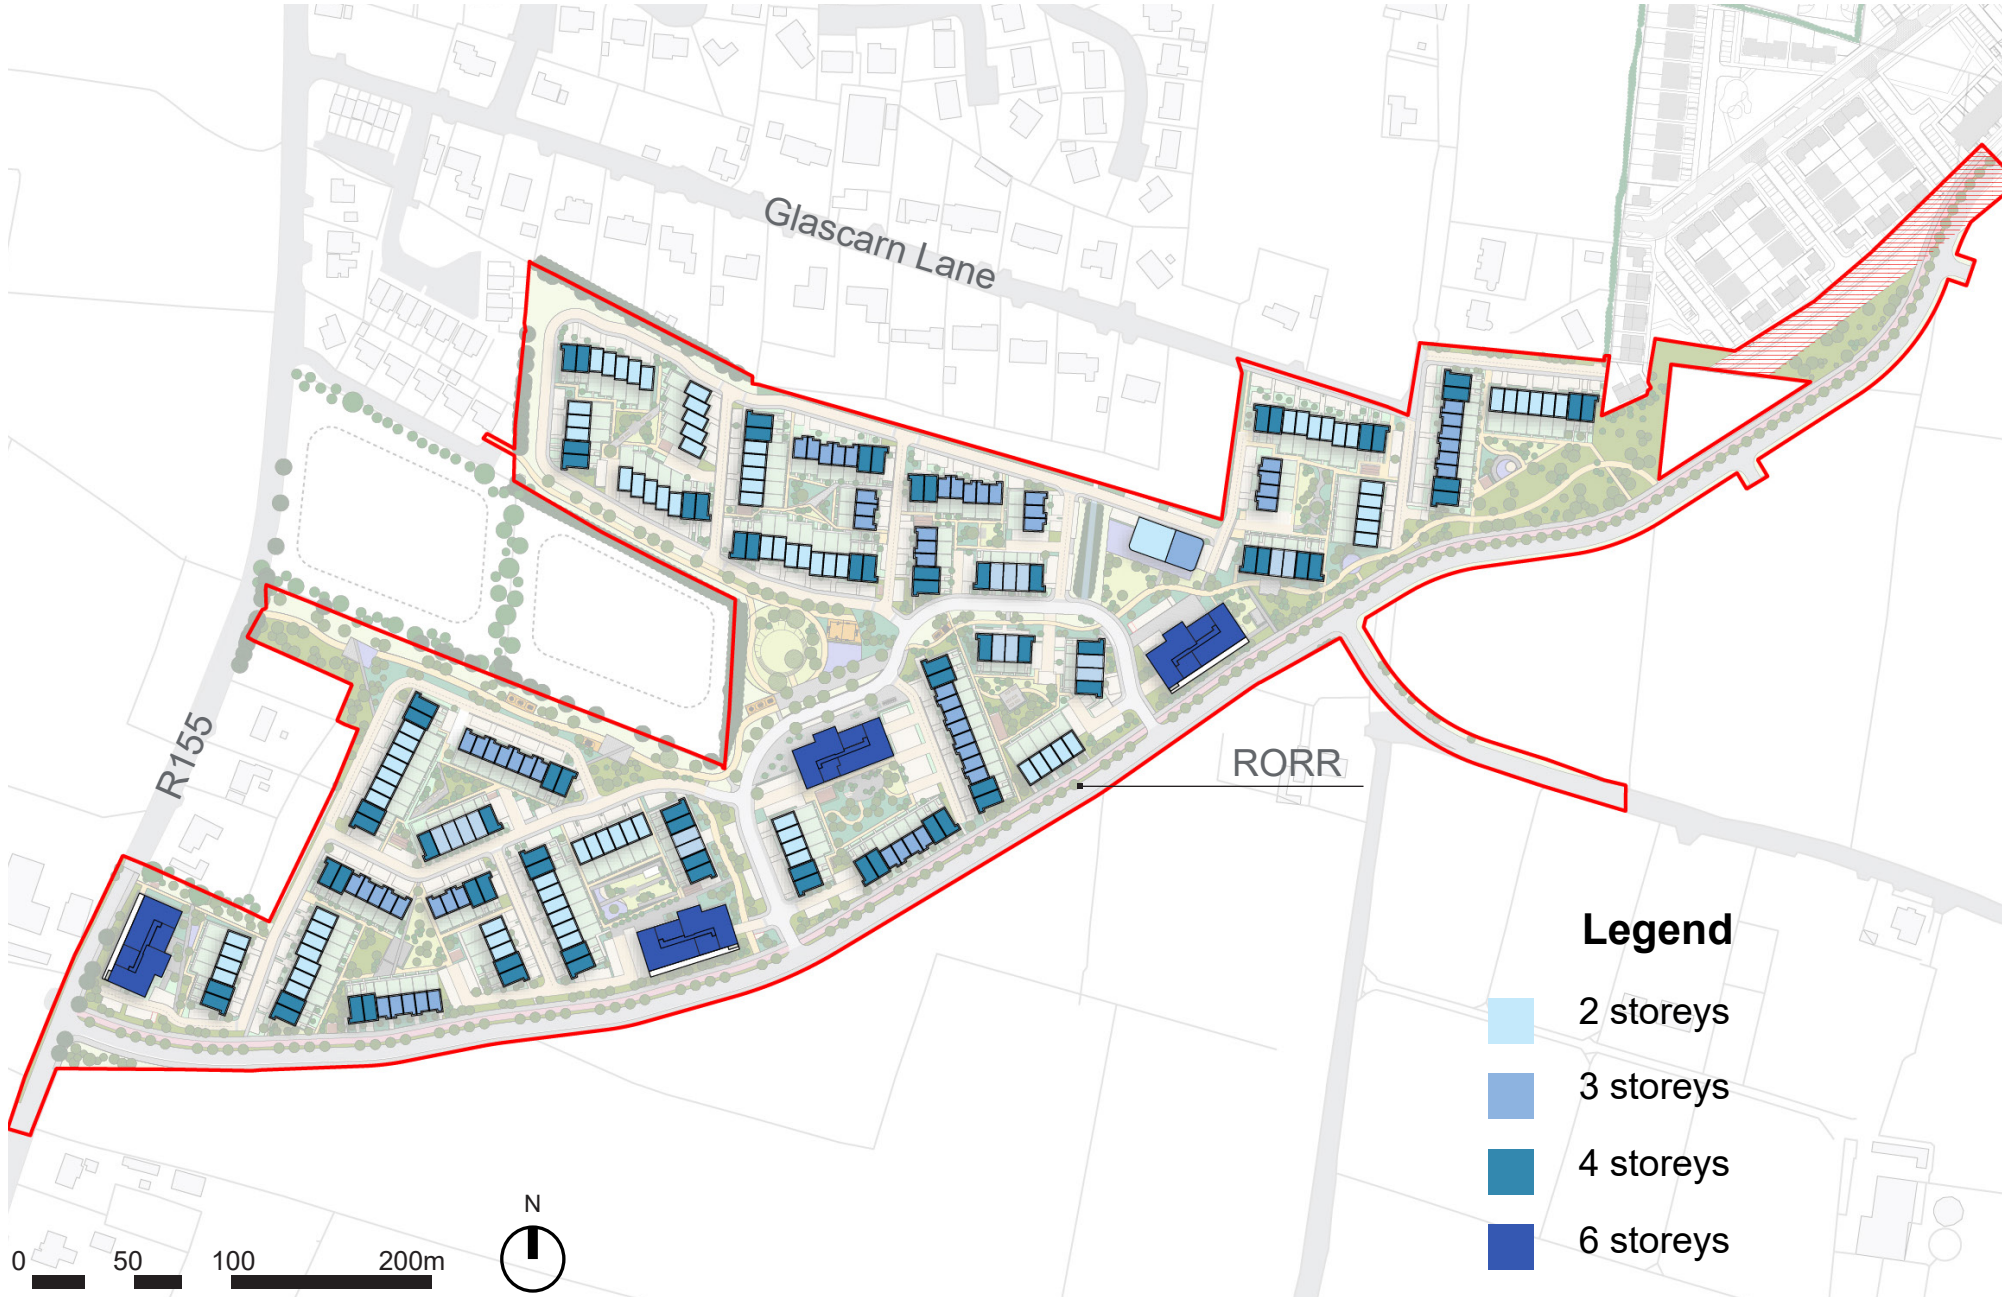 Glascarn Lane
R155
RORR
Legend
2 storeys
3 storeys
4 storeys
6 storeys
N
0 50 100 200m